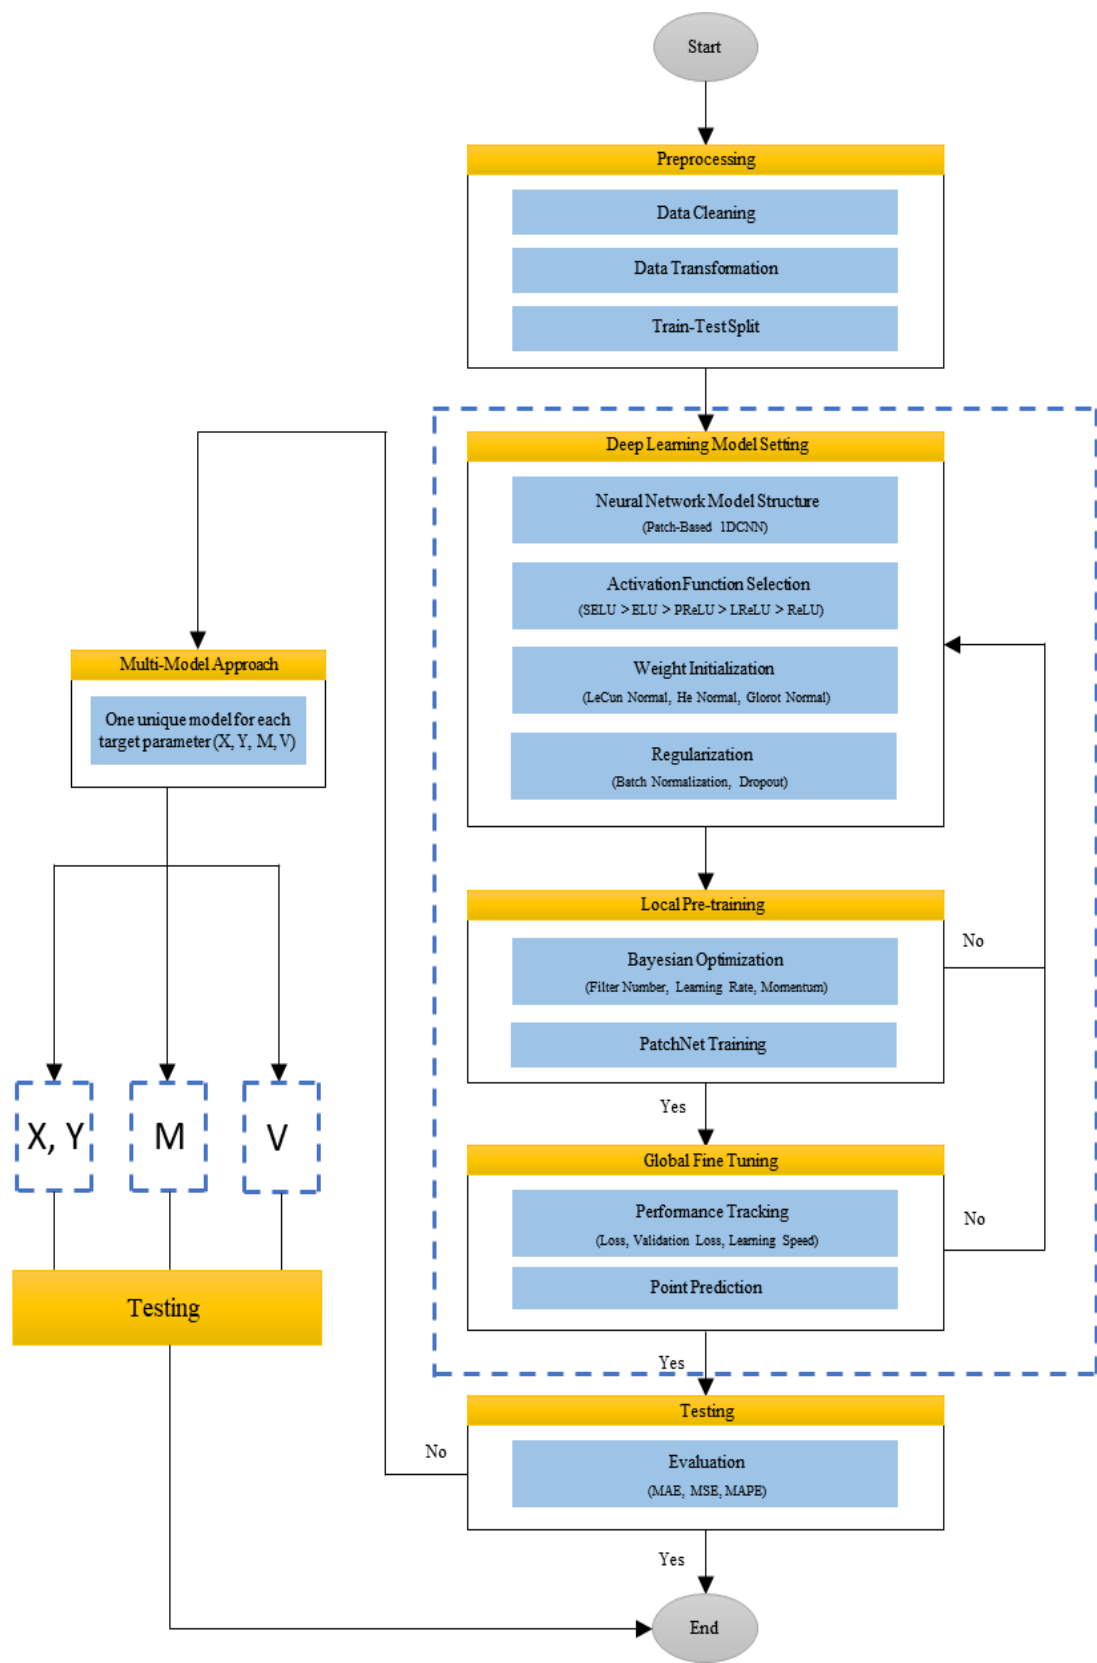 Start
Preprocessing
Data Cleaning
Data Transformation
Train-Test Split
Deep Learning Model Setting
Neural Network Model Structure
(Patch-Based 1DCNN)
Activation Function Selection
(SELU > ELU > PReLU > LReLU > ReLU)
Weight Initialization
(LeCun Normal, He Normal, Glorot Normal)
Regularization
(Batch Normalization, Dropout)
Multi-Model Approach
One unique model for each
target parameter (X, Y, M, V)
Local Pre-training
No
Bayesian Optimization
(Filter Number, Learning Rate, Momentum)
PatchNet Training
Yes
X, Y
M
V
Global Fine Tuning
Performance Tracking
(Loss, Validation Loss, Learning Speed)
No
Point Prediction
Testing
Yes
Testing
No
Evaluation
(MAE, MSE, MAPE)
Yes
End